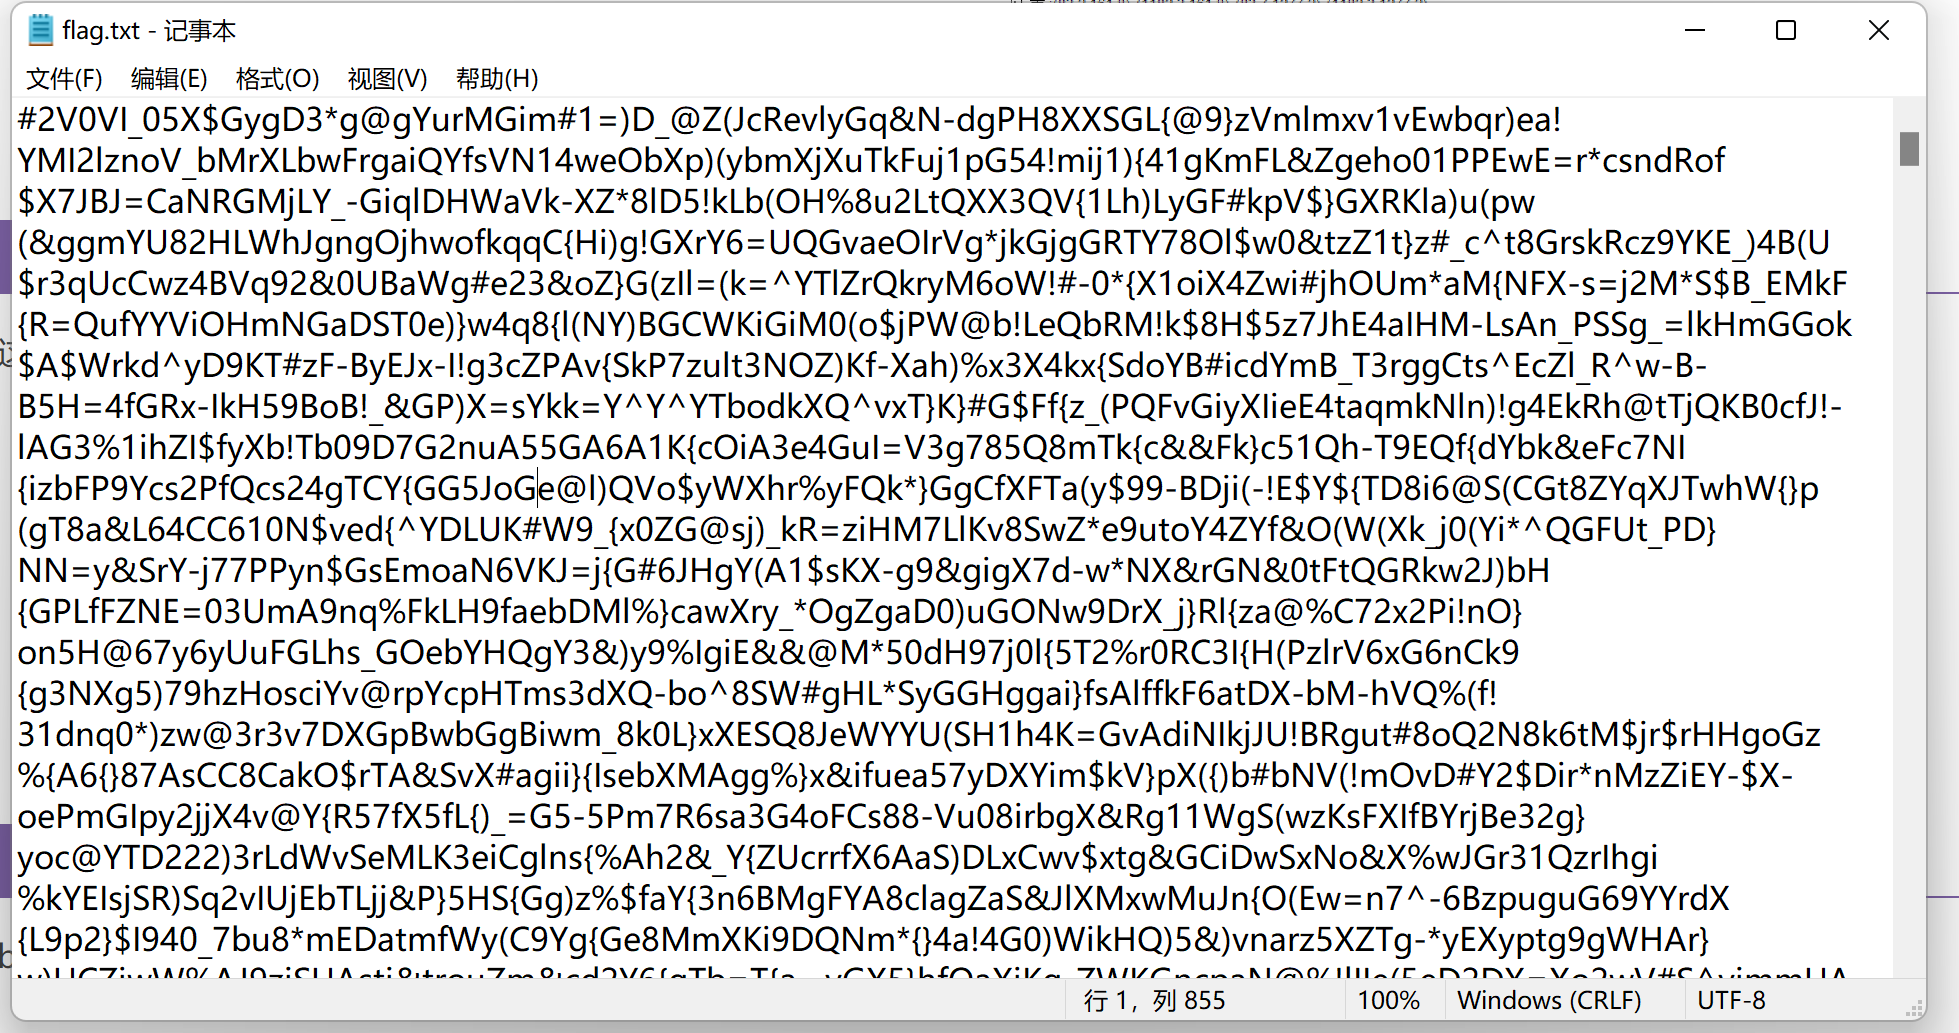 flag.txt - 记事本
文件(F) 编辑(E) 格式(O) 视图(V) 帮助(H)
#2V0VI_05X$GygD3*g@gYurMGim#1=)D_@Z(JcRevlyGq&N-dgPH8XXSGL{@9}zVmlmxv1vEwbqr)ea!
YMI2lznoV_bMrXLbwFrgaiQYfsVN14weObXp)(ybmXjXuTkFuj1pG54!mij1){41gKmFL&Zgeho01PPEwE=r*csndRof
$X7JBJ=CaNRGMjLY_-GiqlDHWaVk-XZ*8lD5!kLb(OH%8u2LtQXX3QV{1Lh)LyGF#kpV$}GXRKla)u(pw
(&ggmYU82HLWhJgngOjhwofkqqC{Hi)g!GXrY6=UQGvaeOIrVg*jkGjgGRTY78Ol$w0&tzZ1t}z#_c^t8GrskRcz9YKE_)4B(U
$r3qUcCwz4BVq92&0UBaWg#e23&oZ}G(zIl=(k=^YTlZrQkryM6oW!#-0*{X1oiX4Zwi#jhOUm*aM{NFX-s=j2M*S$B_EMkF
{R=QufYYViOHmNGaDST0e)}w4q8{l(NY)BGCWKiGiM0(o$jPW@b!LeQbRM!k$8H$5z7JhE4aIHM-LsAn_PSSg_=lkHmGGok
$A$Wrkd^yD9KT#zF-ByEJx-I!g3cZPAv{SkP7zuIt3NOZ)Kf-Xah)%x3X4kx{SdoYB#icdYmB_T3rggCts^EcZl_R^w-B-
B5H=4fGRx-IkH59BoB!_&GP)X=sYkk=Y^Y^YTbodkXQ^vxT}K}#G$Ff{z_(PQFvGiyXIieE4taqmkNln)!g4EkRh@tTjQKB0cfJ!-
lAG3%1ihZI$fyXb!Tb09D7G2nuA55GA6A1K{cOiA3e4GuI=V3g785Q8mTk{c&&Fk}c51Qh-T9EQf{dYbk&eFc7NI
{izbFP9Ycs2PfQcs24gTCY{GG5JoGe@l)QVo$yWXhr%yFQk*}GgCfXFTa(y$99-BDji(-!E$Y${TD8i6@S(CGt8ZYqXJTwhW{}p
(gT8a&L64CC610N$ved{^YDLUK#W9_{x0ZG@sj)_kR=ziHM7LlKv8SwZ*e9utoY4ZYf&O(W(Xk_j0(Yi*^QGFUt_PD}
NN=y&SrY-j77PPyn$GsEmoaN6VKJ=j{G#6JHgY(A1$sKX-g9&gigX7d-w*NX&rGN&0tFtQGRkw2J)bH
{GPLfFZNE=03UmA9nq%FkLH9faebDMl%}cawXry_*OgZgaD0)uGONw9DrX_j}Rl{za@%C72x2Pi!nO}
on5H@67y6yUuFGLhs_GOebYHQgY3&)y9%IgiE&&@M*50dH97j0l{5T2%r0RC3I{H(PzlrV6xG6nCk9
{g3NXg5)79hzHosciYv@rpYcpHTms3dXQ-bo^8SW#gHL*SyGGHggai}fsAlffkF6atDX-bM-hVQ%(f!
31dnq0*)zw@3r3v7DXGpBwbGgBiwm_8k0L}xXESQ8JeWYYU(SH1h4K=GvAdiNIkjJU!BRgut#8oQ2N8k6tM$jr$rHHgoGz
%{A6{}87AsCC8CakO$rTA&SvX#agii}{IsebXMAgg%}x&ifuea57yDXYim$kV}pX({)b#bNV(!mOvD#Y2$Dir*nMzZiEY-$X-
oePmGIpy2jjX4v@Y{R57fX5fL{)_=G5-5Pm7R6sa3G4oFCs88-Vu08irbgX&Rg11WgS(wzKsFXIfBYrjBe32g}
yoc@YTD222)3rLdWvSeMLK3eiCglns{%Ah2&_Y{ZUcrrfX6AaS)DLxCwv$xtg&GCiDwSxNo&X%wJGr31QzrIhgi
%kYEIsjSR)Sq2vIUjEbTLjj&P}5HS{Gg)z%$faY{3n6BMgFYA8clagZaS&JlXMxwMuJn{O(Ew=n7^-6BzpuguG69YYrdX
{L9p2}$I940_7bu8*mEDatmfWy(C9Yg{Ge8MmXKi9DQNm*{}4a!4G0)WikHQ)5&)vnarz5XZTg-*yEXyptg9gWHAr}
行 1，列 855
100%
Windows (CRLF)
UTF-8